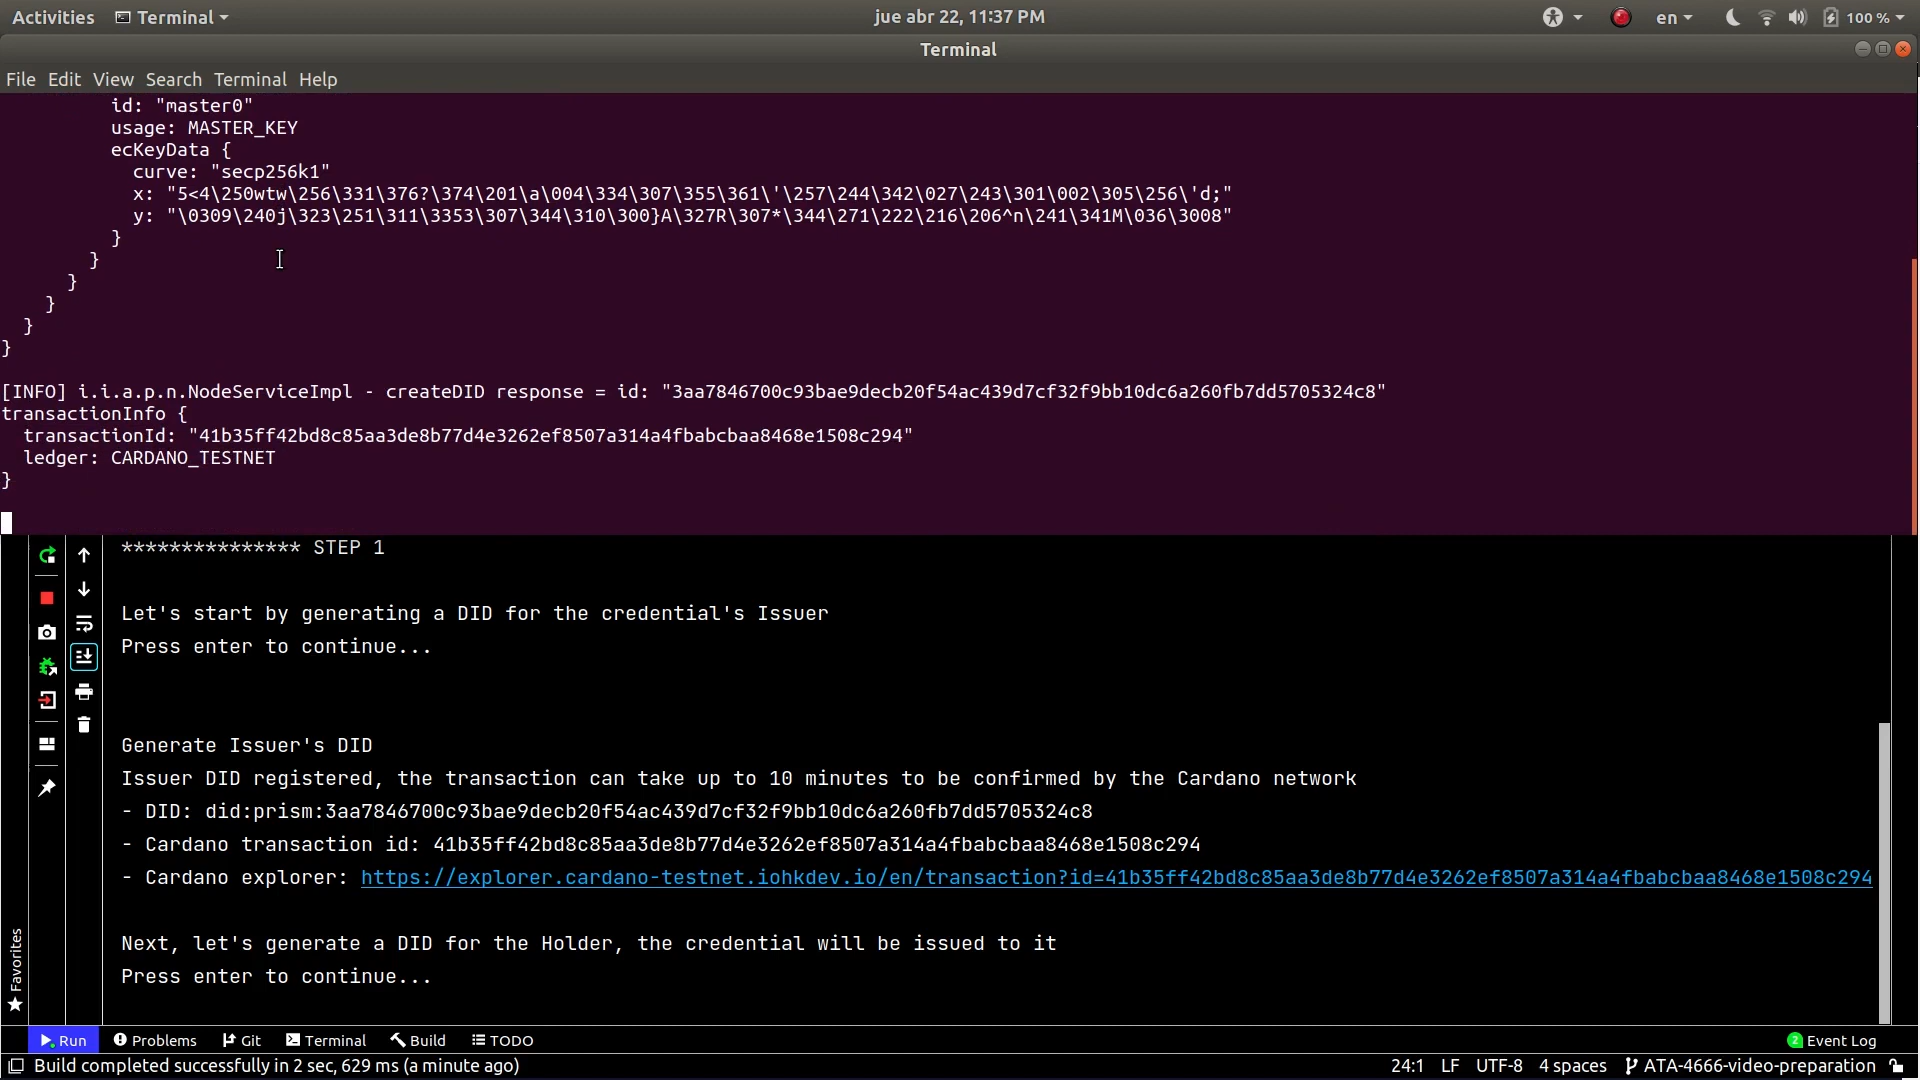 Activities Terminal jue abr 22, 11:37 PM en 100 %
Terminal
File Edit View Search Terminal Help
id: "master0"
usage: MASTER_KEY
ecKeyData {
curve: "secp256k1"
x: "5<4\250wtw\256\331\376?\374\201\a\004\334\307\355\361\'\257\244\342\027\243\301\002\305\256\'d;"
y: "\0309\240j\323\251\311\3353\307\344\310\300}A\327R\307*\344\271\222\216\206^n\241\341M\036\3008"
}
}
}
}
}
}
[INFO] i.i.a.p.n.NodeServiceImpl - createDID response = id: "3aa7846700c93bae9decb20f54ac439d7cf32f9bb10dc6a260fb7dd5705324c8"
transactionInfo {
transactionId: "41b35ff42bd8c85aa3de8b77d4e3262ef8507a314a4fbabcbaa8468e1508c294"
ledger: CARDANO_TESTNET
}
*************** STEP 1
Let's start by generating a DID for the credential's Issuer
Press enter to continue...
Generate Issuer's DID
Issuer DID registered, the transaction can take up to 10 minutes to be confirmed by the Cardano network
- DID: did:prism:3aa7846700c93bae9decb20f54ac439d7cf32f9bb10dc6a260fb7dd5705324c8
- Cardano transaction id: 41b35ff42bd8c85aa3de8b77d4e3262ef8507a314a4fbabcbaa8468e1508c294
- Cardano explorer: https://explorer.cardano-testnet.iohkdev.io/en/transaction?id=41b35ff42bd8c85aa3de8b77d4e3262ef8507a314a4fbabcbaa8468e1508c294
Next, let's generate a DID for the Holder, the credential will be issued to it
Press enter to continue...
Favorites
Run Problems Git Terminal Build TODO 2 Event Log
Build completed successfully in 2 sec, 629 ms (a minute ago) 24:1 LF UTF-8 4 spaces ATA-4666-video-preparation